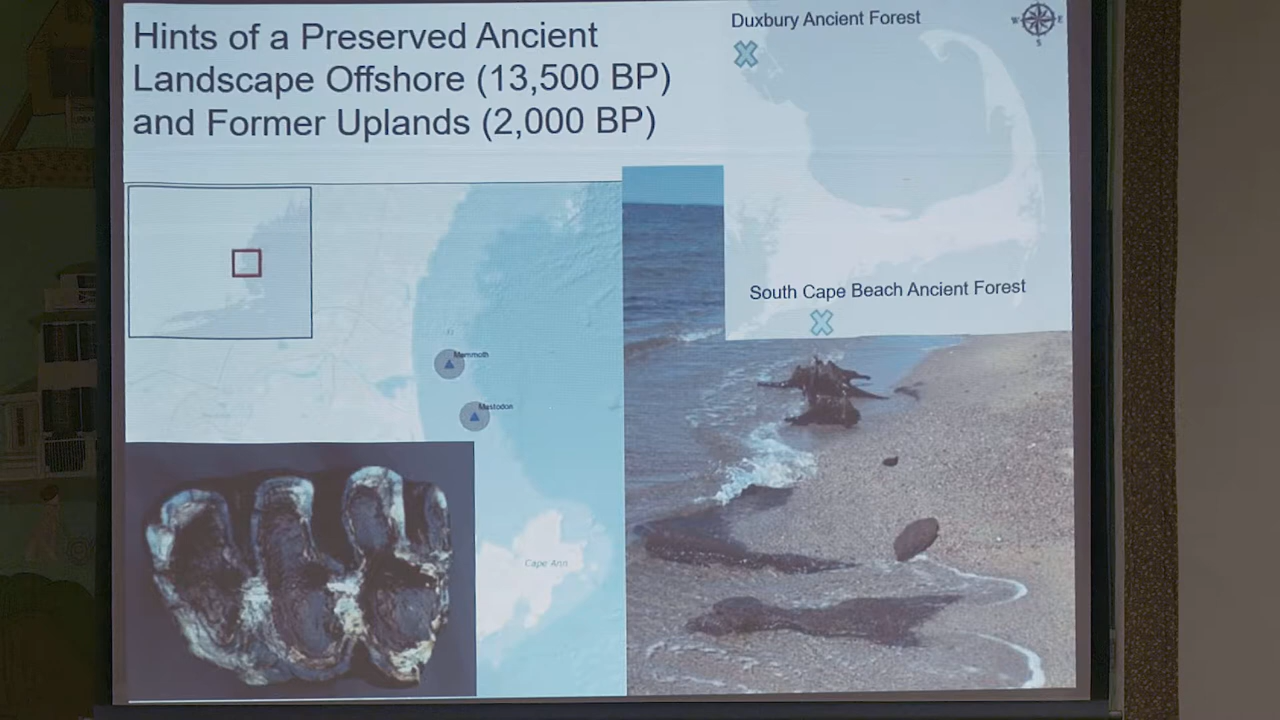 Hints of a Preserved Ancient
Landscape Offshore (13,500 BP)
and Former Uplands (2,000 BP)
Duxbury Ancient Forest
W
E
S
South Cape Beach Ancient Forest
Mammoth
Mastodon
Cape Ann